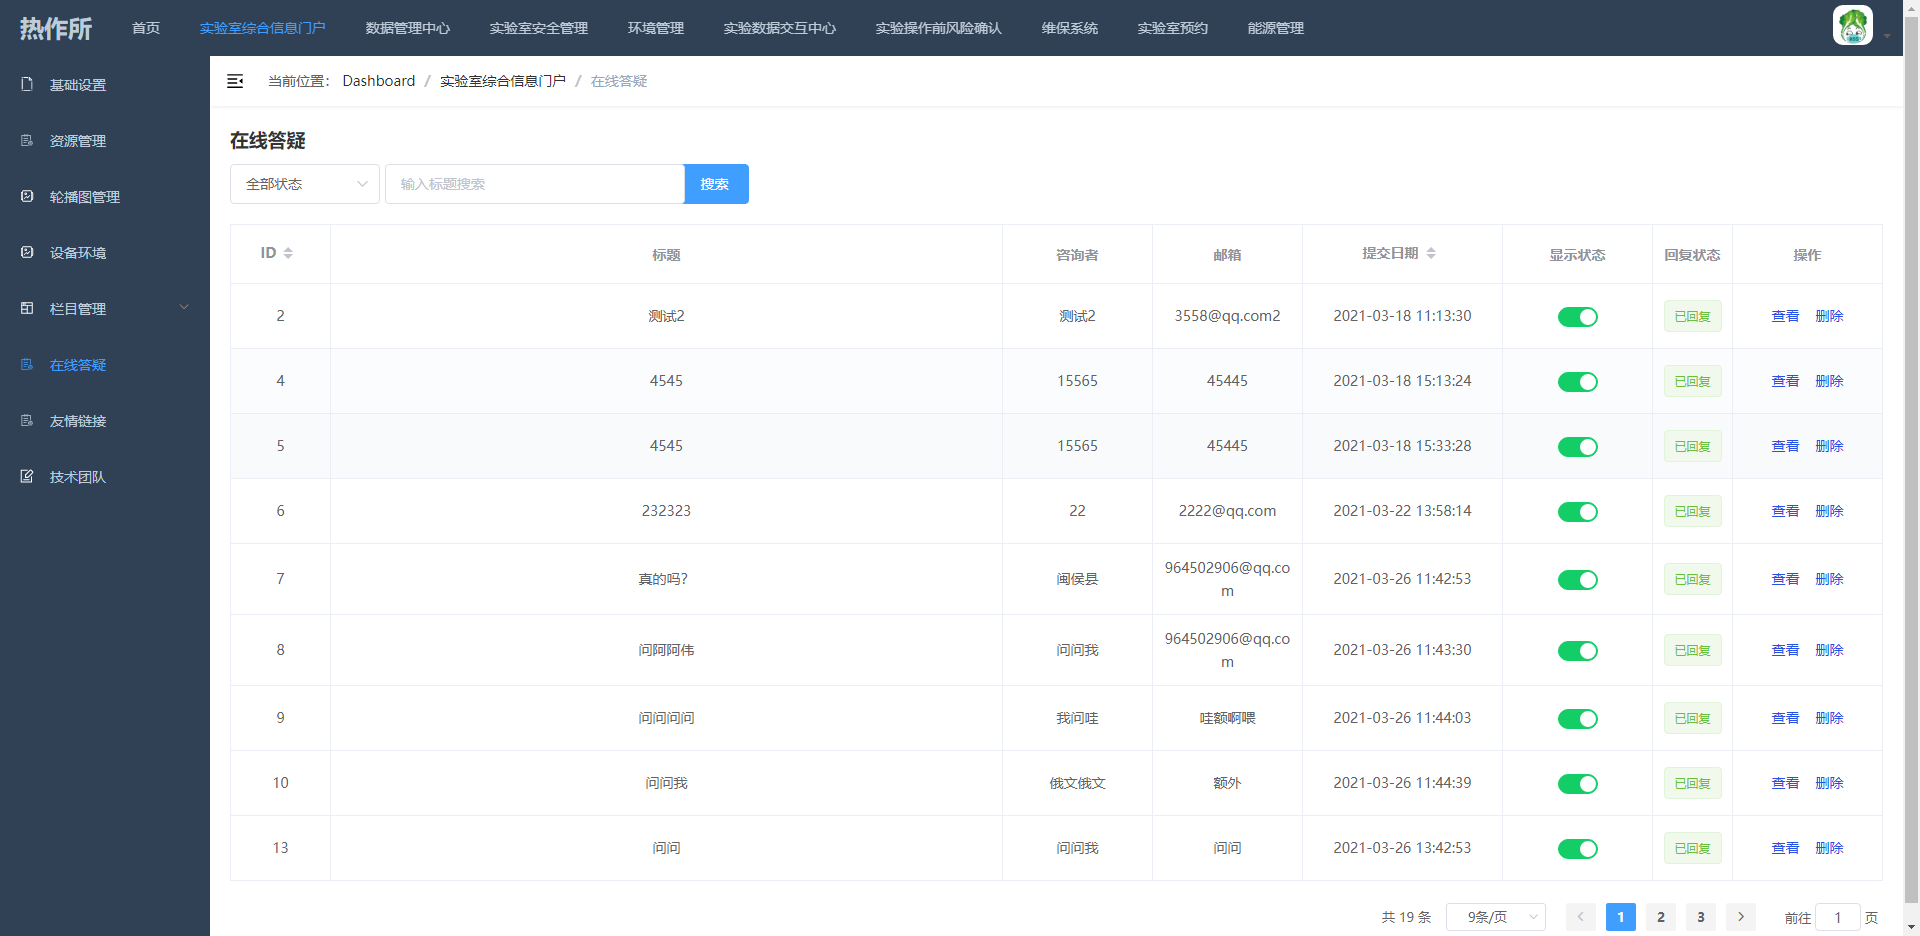 热作所 首页 实验室综合信息门户 数据管理中心 实验室安全管理 环境管理 实验数据交互中心 实验操作前风险确认 维保系统 实验室预约 能源管理
基础设置
资源管理
轮播图管理
设备环境
栏目管理
在线答疑
友情链接
技术团队
当前位置: Dashboard / 实验室综合信息门户 / 在线答疑
在线答疑
全部状态 输入标题搜索 搜索
ID 标题 咨询者 邮箱 提交日期 显示状态 回复状态 操作
2 测试2 测试2 3558@qq.com2 2021-03-18 11:13:30 已回复 查看 删除
4 4545 15565 45445 2021-03-18 15:13:24 已回复 查看 删除
5 4545 15565 45445 2021-03-18 15:33:28 已回复 查看 删除
6 232323 22 2222@qq.com 2021-03-22 13:58:14 已回复 查看 删除
7 真的吗? 闽侯县 964502906@qq.co
m 2021-03-26 11:42:53 已回复 查看 删除
8 问阿阿伟 问问我 964502906@qq.co
m 2021-03-26 11:43:30 已回复 查看 删除
9 问问问问 我问哇 哇额啊喂 2021-03-26 11:44:03 已回复 查看 删除
10 问问我 俄文俄文 额外 2021-03-26 11:44:39 已回复 查看 删除
13 问问 问问我 问问 2021-03-26 13:42:53 已回复 查看 删除
共 19 条 9条/页 1 2 3 前往 1 页